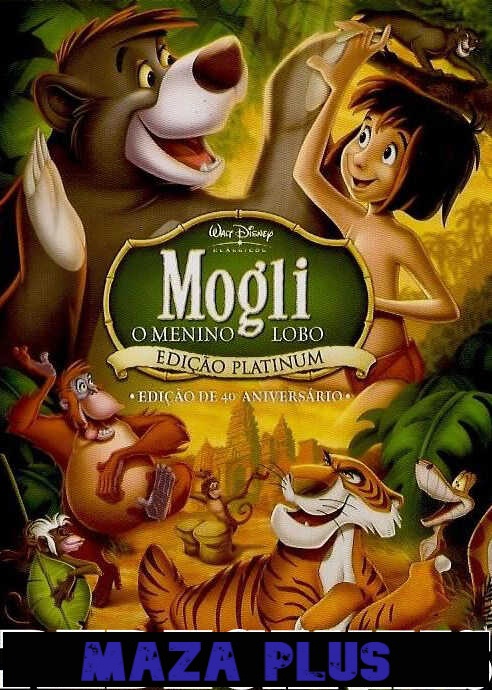 WALT DISNEY
CLÁSSICOS
Mogli
O MENINO LOBO
EDIÇÃO PLATINUM
• EDIÇÃO DE 40º ANIVERSÁRIO •
MAZA PLUS